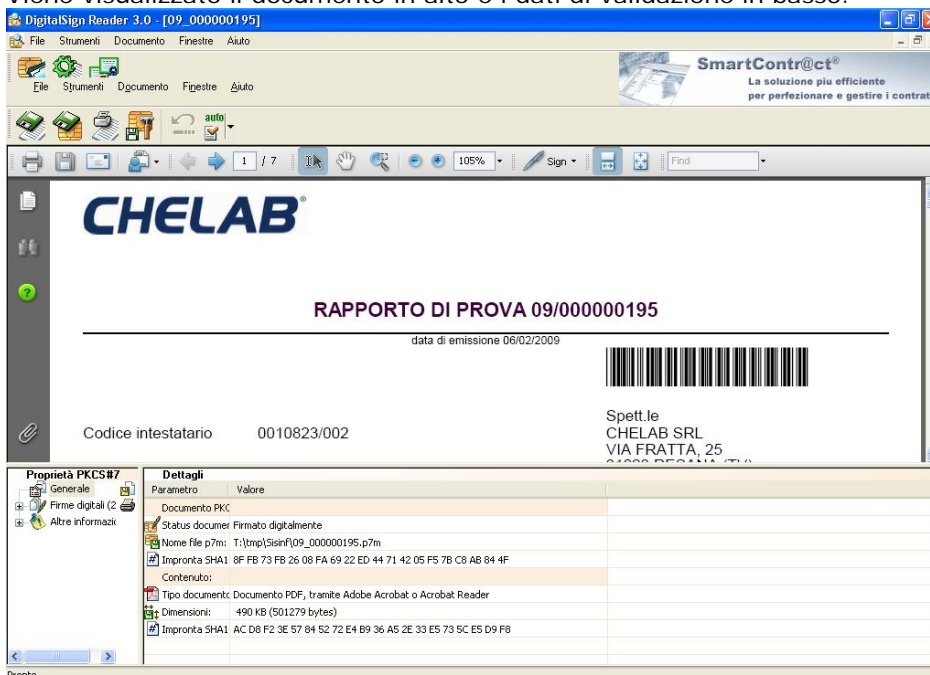 Viene visualizzato il documento in alto e i dati di validazione in basso.
DigitalSign Reader 3.0 - [09_000000195]
File Strumenti Documento Finestre Aiuto
SmartContr@ct®
La soluzione piu efficiente
per perfezionare e gestire i contrat
File Strumenti Documento Finestre Aiuto
auto
1 / 7 105% Sign Find
CHELAB®
RAPPORTO DI PROVA 09/000000195
data di emissione 06/02/2009
Spett.le
Codice intestatario 0010823/002 CHELAB SRL
VIA FRATTA, 25
Proprietà PKCS#7 Dettagli
Generale Parametro Valore
Firme digitali (2 Documento PKC
Altre informazic Status documer Firmato digitalmente
Nome file p7m: T:\tmp\Sisinf\09_000000195.p7m
Impronta SHA1 8F FB 73 FB 26 08 FA 69 22 ED 44 71 42 05 F5 7B C8 AB 84 4F
Contenuto:
Tipo documentc Documento PDF, tramite Adobe Acrobat o Acrobat Reader
Dimensioni: 490 KB (501279 bytes)
Impronta SHA1 AC D8 F2 3E 57 84 52 72 E4 B9 36 A5 2E 33 E5 73 5C E5 D9 F8